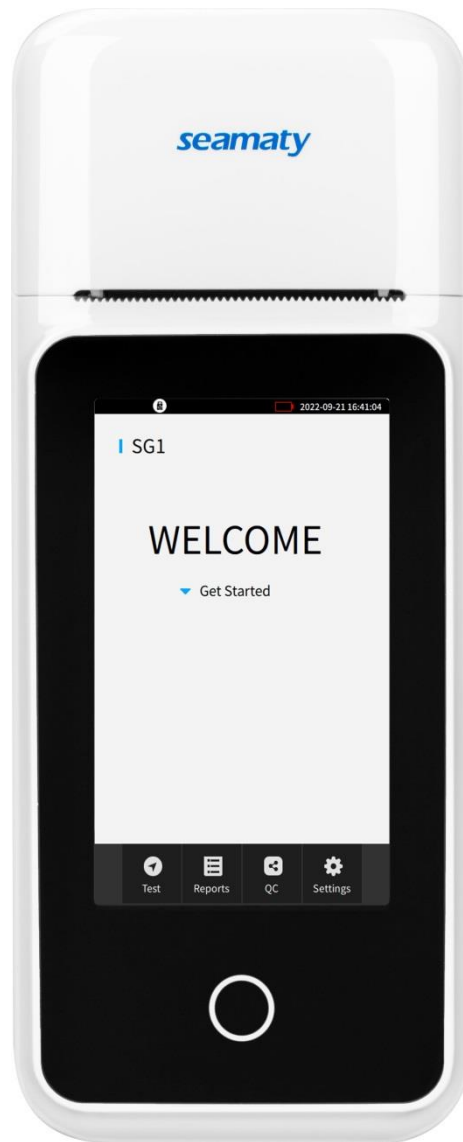 seamaty
2022-09-21 16:41:04
SG1
WELCOME
Get Started
Test Reports QC Settings